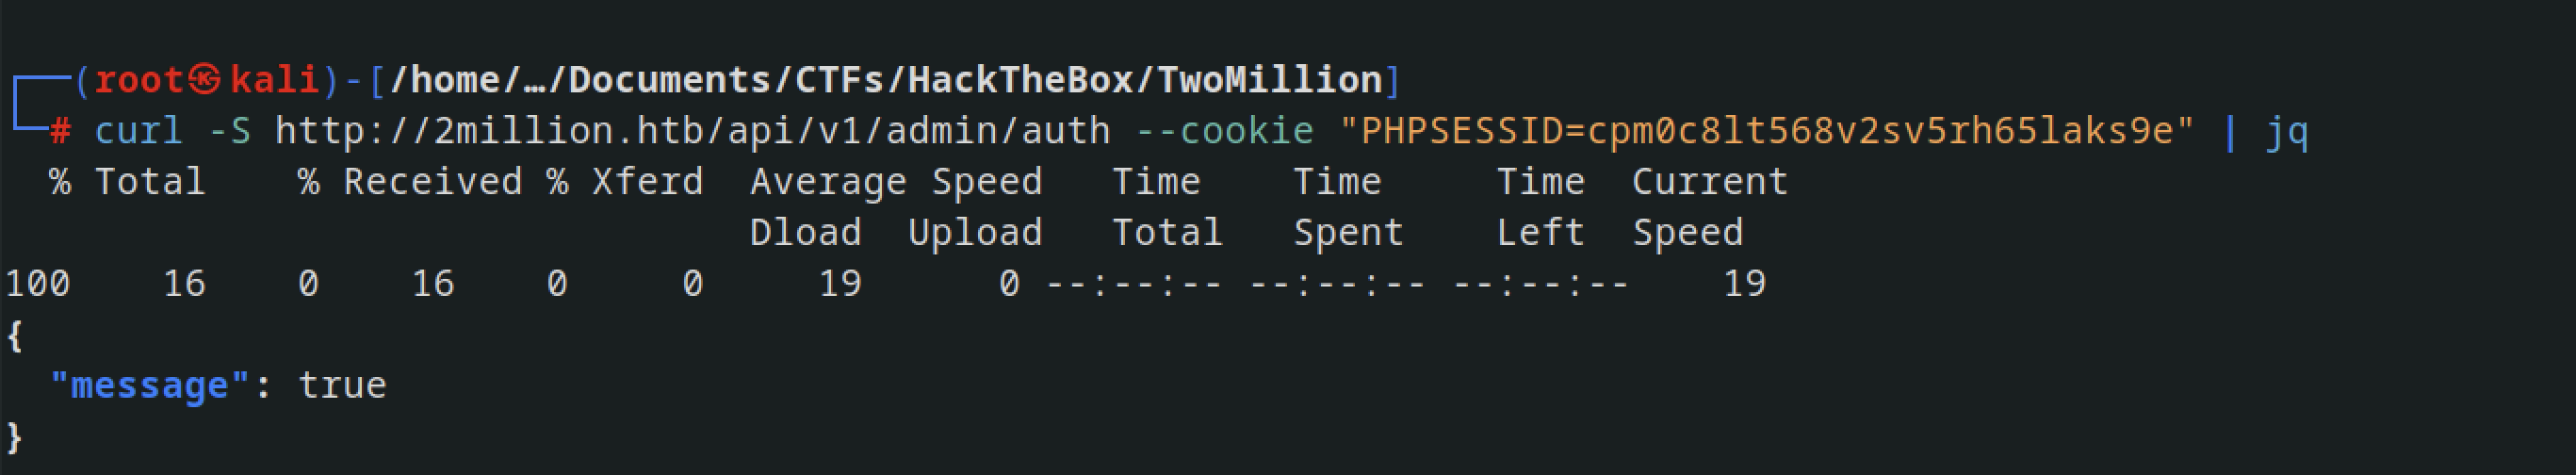 (root㉿kali)-[/home/…/Documents/CTFs/HackTheBox/TwoMillion]
# curl -S http://2million.htb/api/v1/admin/auth --cookie "PHPSESSID=cpm0c8lt568v2sv5rh65laks9e" | jq
% Total % Received % Xferd Average Speed Time Time Time Current
Dload Upload Total Spent Left Speed
100 16 0 16 0 0 19 0 --:--:-- --:--:-- --:--:-- 19
{
"message": true
}